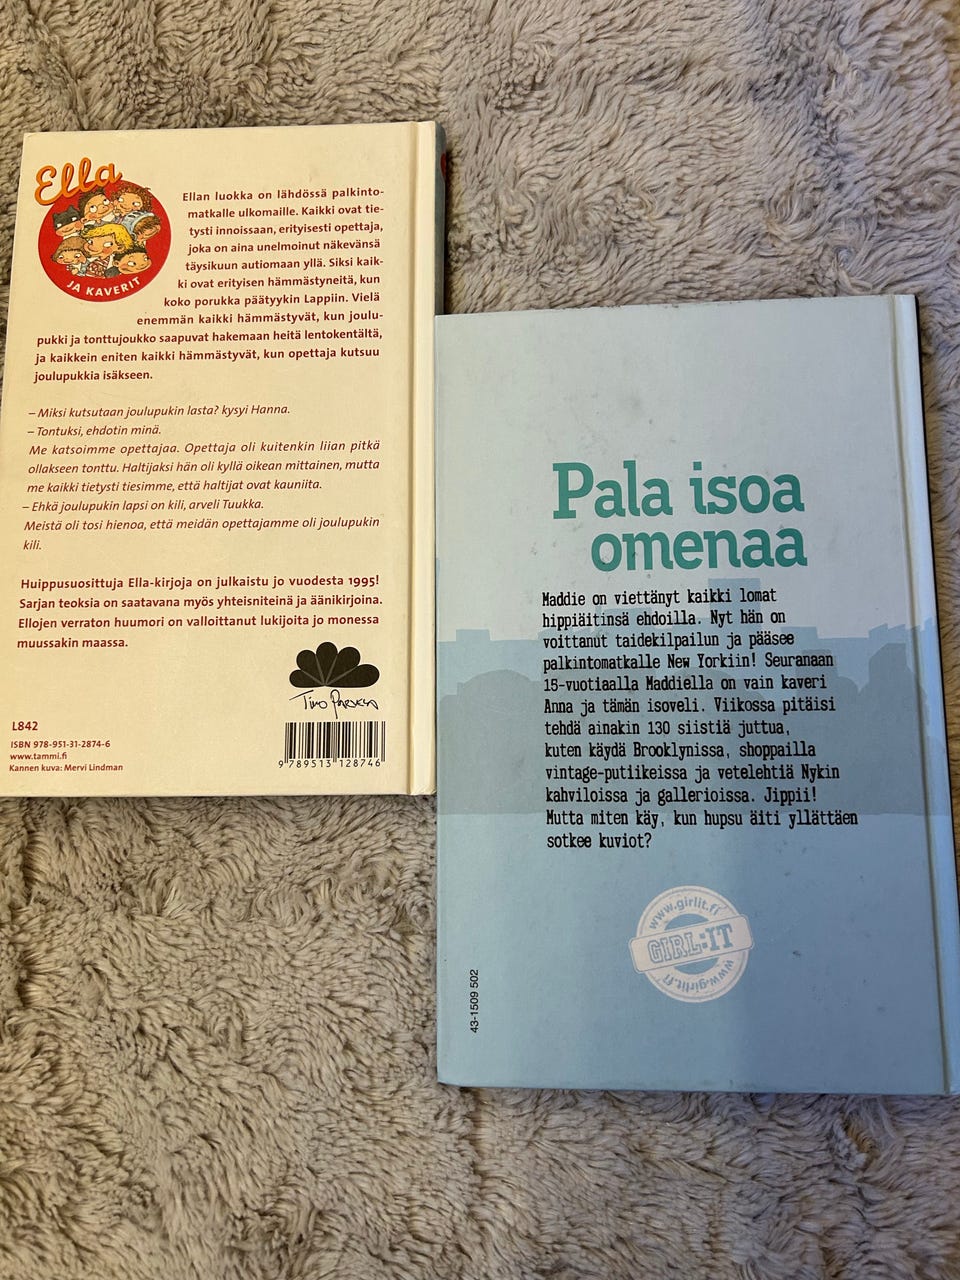 Ella
JA KAVERIT
Ellan luokka on lähdössä palkinto-
matkalle ulkomaille. Kaikki ovat tie-
tysti innoissaan, erityisesti opettaja,
joka on aina unelmoinut näkevänsä
täysikuun autiomaan yllä. Siksi kaik-
ki ovat erityisen hämmästyneitä, kun
koko porukka päätyykin Lappiin. Vielä
enemmän kaikki hämmästyvät, kun joulu-
pukki ja tonttujoukko saapuvat hakemaan heitä lentokentältä,
ja kaikkein eniten kaikki hämmästyvät, kun opettaja kutsuu
joulupukkia isäkseen.
– Miksi kutsutaan joulupukin lasta? kysyi Hanna.
– Tontuksi, ehdotin minä.
Me katsoimme opettajaa. Opettaja oli kuitenkin liian pitkä
ollakseen tonttu. Haltijaksi hän oli kyllä oikean mittainen, mutta
me kaikki tietysti tiesimme, että haltijat ovat kauniita.
– Ehkä joulupukin lapsi on kili, arveli Tuukka.
Meistä oli tosi hienoa, että meidän opettajamme oli joulupukin
kili.
Huippusuosittuja Ella-kirjoja on julkaistu jo vuodesta 1995!
Sarjan teoksia on saatavana myös yhteisniteinä ja äänikirjoina.
Ellojen verraton huumori on valloittanut lukijoita jo monessa
muussakin maassa.
Timo Parvela
L842
ISBN 978-951-31-2874-6
www.tammi.fi
Kannen kuva: Mervi Lindman
9 789513 128746
Pala isoa
omenaa
Maddie on viettänyt kaikki lomat
hippiäitinsä ehdoilla. Nyt hän on
voittanut taidekilpailun ja pääsee
palkintomatkalle New Yorkiin! Seuranaan
15-vuotiaalla Maddiella on vain kaveri
Anna ja tämän isoveli. Viikossa pitäisi
tehdä ainakin 130 siistiä juttua,
kuten käydä Brooklynissa, shoppailla
vintage-putiikeissa ja vetelehtiä Nykin
kahviloissa ja gallerioissa. Jippii!
Mutta miten käy, kun hupsu äiti yllättäen
sotkee kuviot?
www.girlit.fi
GIRL:IT
www.girlit.fi
43-1509 502